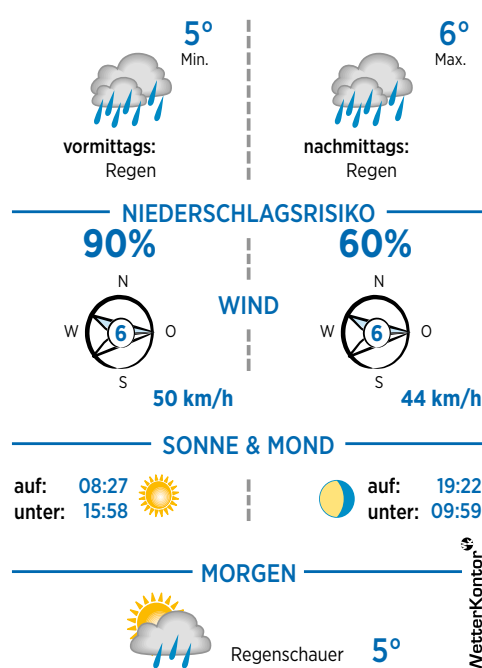 5°
Min.
vormittags:
Regen
6°
Max.
nachmittags:
Regen
NIEDERSCHLAGSRISIKO
90%
60%
WIND
N
W 6 O
S
50 km/h
N
W 6 O
S
44 km/h
SONNE & MOND
auf: 08:27
unter: 15:58
auf: 19:22
unter: 09:59
MORGEN
Regenschauer 5°
WetterKontor